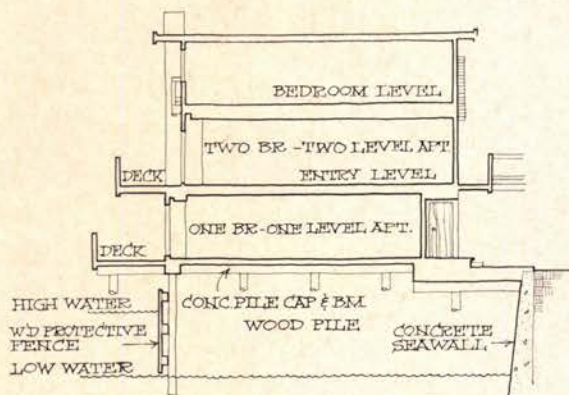 BEDROOM LEVEL
TWO BR-TWO LEVEL APT
DECK
ENTRY LEVEL
ONE BR-ONE LEVEL APT.
DECK
HIGH WATER
CONC. PILE CAP & BM
WOOD PILE
W'D PROTECTIVE
FENCE
CONCRETE
SEAWALL
LOW WATER